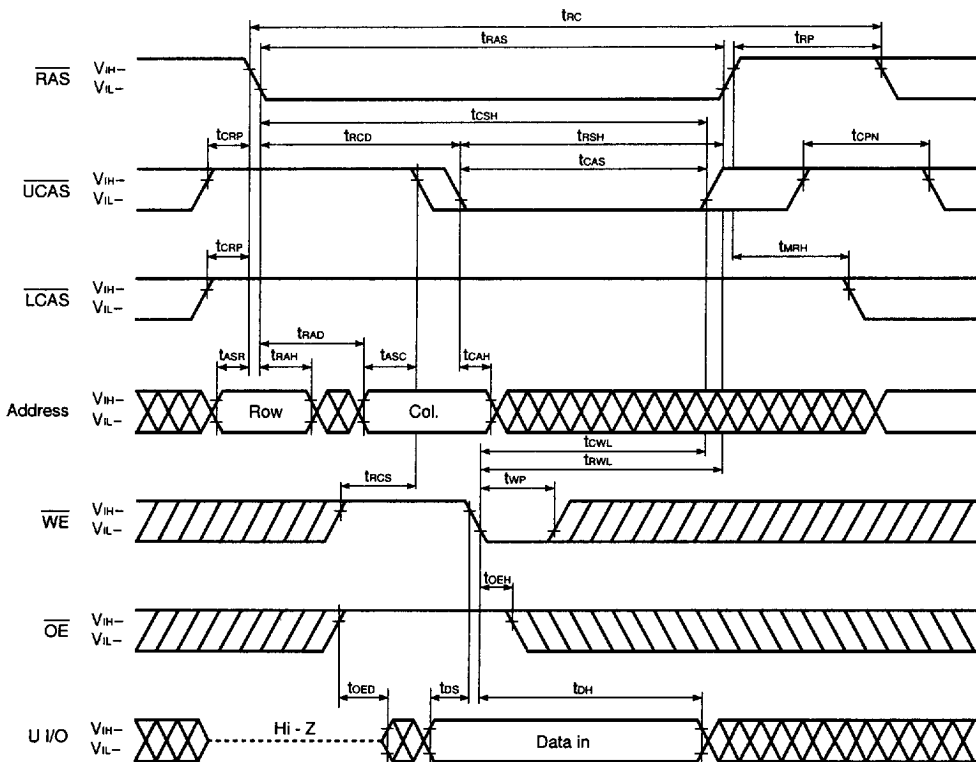 tRC
tRAS
tRP
RAS
VIH–
VIL–
tCSH
tCRP
tRCD
tRSH
tCAS
tCPN
UCAS
VIH–
VIL–
tCRP
tMRH
LCAS
VIH–
VIL–
tRAD
tASR
tRAH
tASC
tCAH
Address
VIH–
VIL–
Row
Col.
tCWL
tRWL
tRCS
tWP
WE
VIH–
VIL–
tOEH
OE
VIH–
VIL–
tOED
tDS
tDH
U I/O
VIH–
VIL–
Hi - Z
Data in